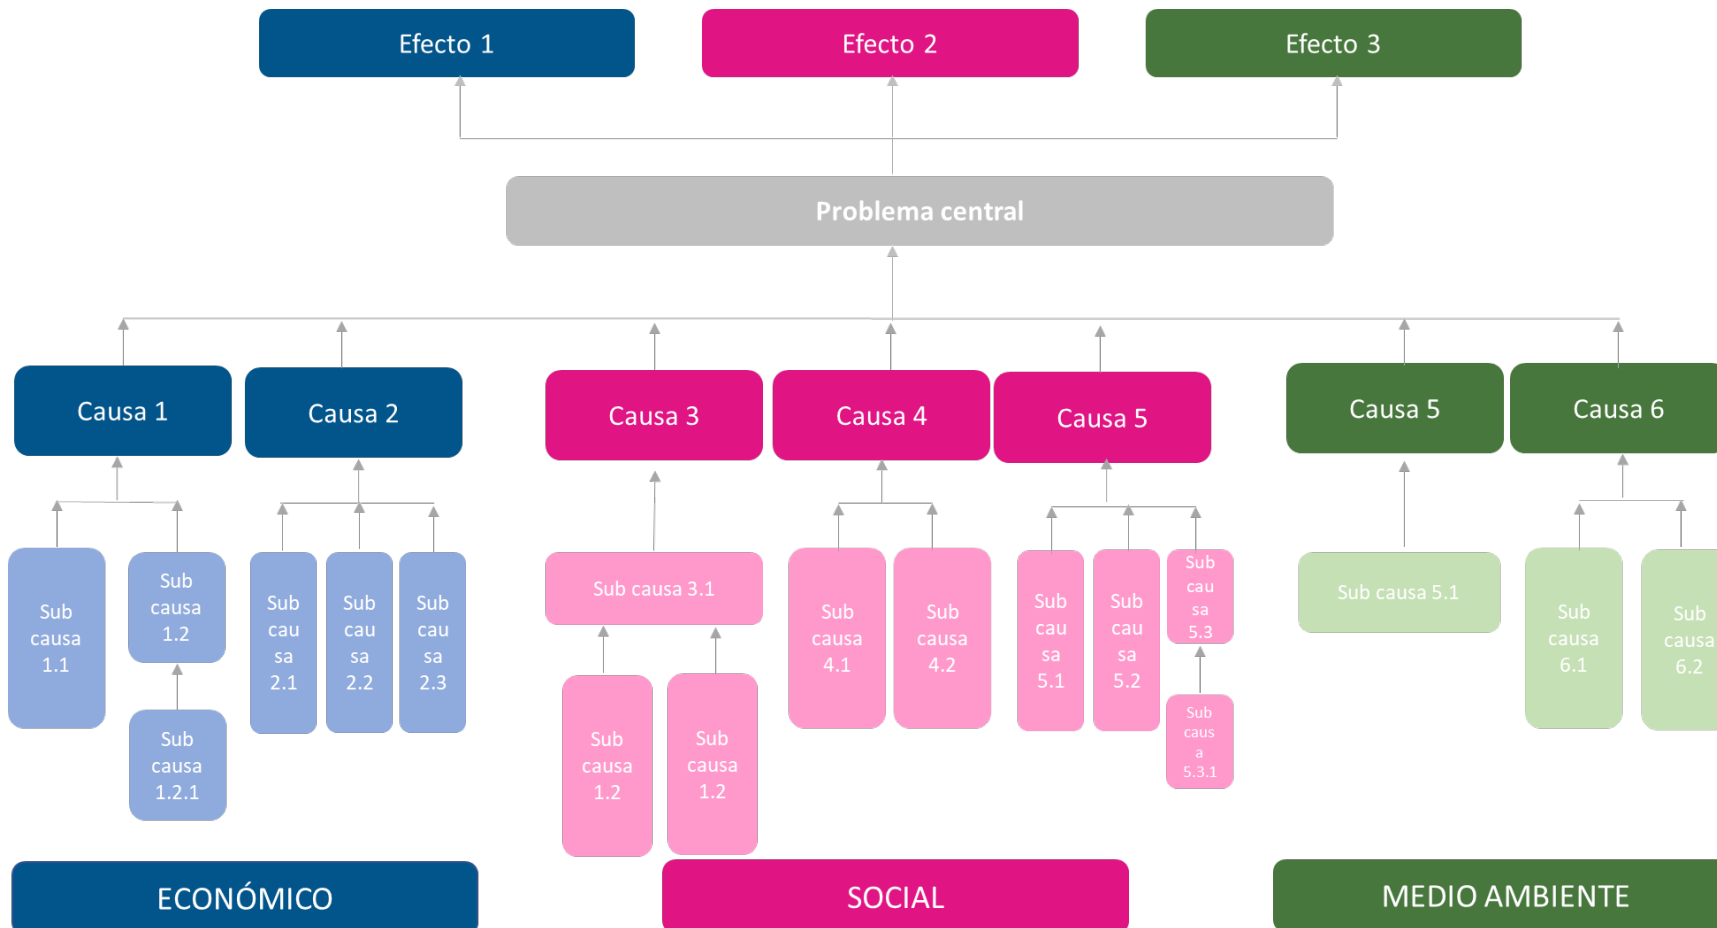 Efecto 1
Efecto 2
Efecto 3
Problema central
Causa 1
Causa 2
Causa 3
Causa 4
Causa 5
Causa 5
Causa 6
Sub
causa
1.1
Sub
causa
1.2
Sub
causa
1.2.1
Sub
cau
sa
2.1
Sub
cau
sa
2.2
Sub
cau
sa
2.3
Sub causa 3.1
Sub
causa
1.2
Sub
causa
1.2
Sub
causa
4.1
Sub
causa
4.2
Sub
cau
sa
5.1
Sub
cau
sa
5.2
Sub
cau
sa
5.3
Sub
caus
a
5.3.1
Sub causa 5.1
Sub
causa
6.1
Sub
causa
6.2
ECONÓMICO
SOCIAL
MEDIO AMBIENTE